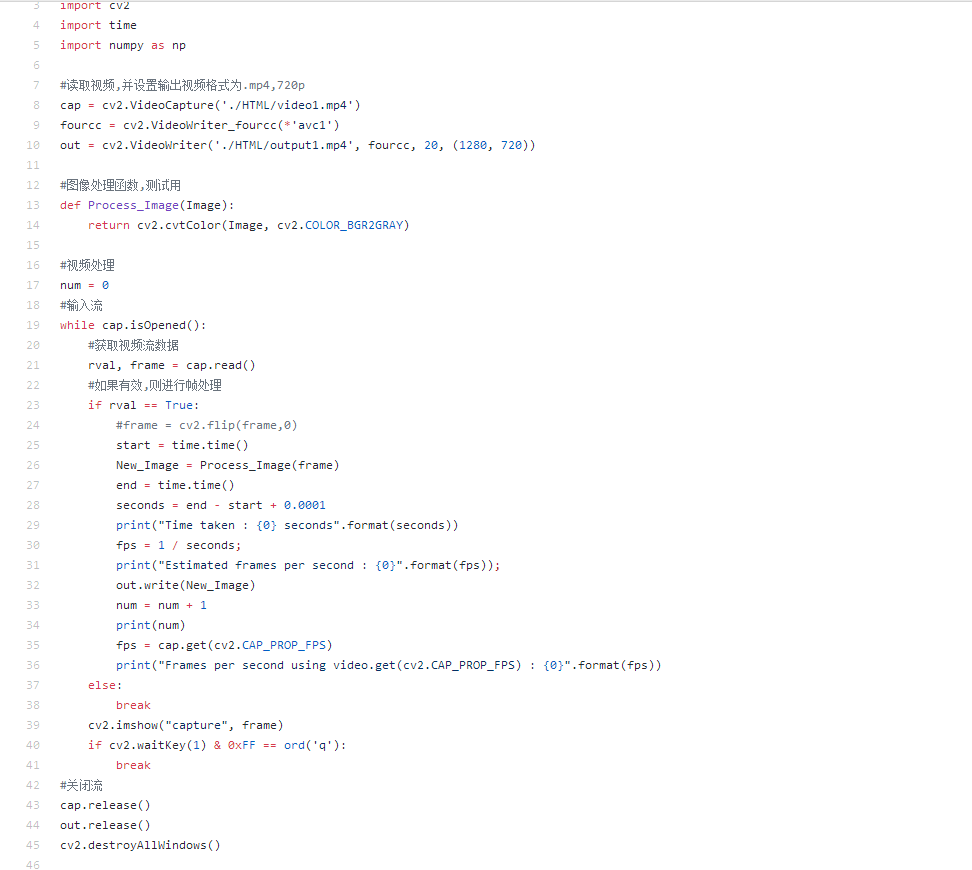 3 import cv2
4 import time
5 import numpy as np
6
7 #读取视频,并设置输出视频格式为.mp4,720p
8 cap = cv2.VideoCapture('./HTML/video1.mp4')
9 fourcc = cv2.VideoWriter_fourcc(*'avc1')
10 out = cv2.VideoWriter('./HTML/output1.mp4', fourcc, 20, (1280, 720))
11
12 #图像处理函数,测试用
13 def Process_Image(Image):
14     return cv2.cvtColor(Image, cv2.COLOR_BGR2GRAY)
15
16 #视频处理
17 num = 0
18 #输入流
19 while cap.isOpened():
20     #获取视频流数据
21     rval, frame = cap.read()
22     #如果有效,则进行帧处理
23     if rval == True:
24         #frame = cv2.flip(frame,0)
25         start = time.time()
26         New_Image = Process_Image(frame)
27         end = time.time()
28         seconds = end - start + 0.0001
29         print("Time taken : {0} seconds".format(seconds))
30         fps = 1 / seconds;
31         print("Estimated frames per second : {0}".format(fps));
32         out.write(New_Image)
33         num = num + 1
34         print(num)
35         fps = cap.get(cv2.CAP_PROP_FPS)
36         print("Frames per second using video.get(cv2.CAP_PROP_FPS) : {0}".format(fps))
37     else:
38         break
39     cv2.imshow("capture", frame)
40     if cv2.waitKey(1) & 0xFF == ord('q'):
41         break
42 #关闭流
43 cap.release()
44 out.release()
45 cv2.destroyAllWindows()
46